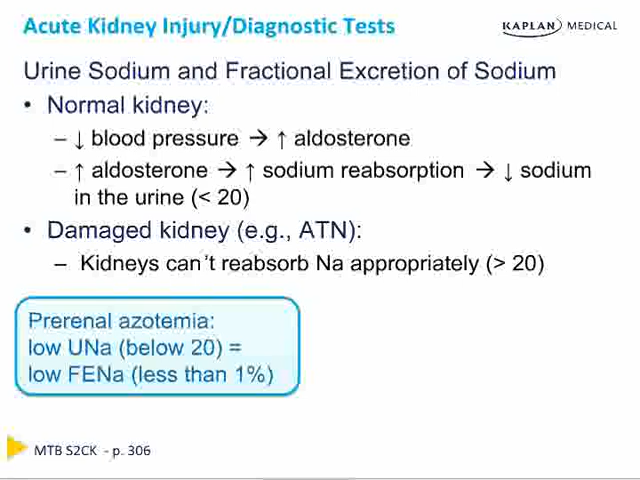 Acute Kidney Injury/Diagnostic Tests
KAPLAN MEDICAL
Urine Sodium and Fractional Excretion of Sodium
• Normal kidney:
– ↓ blood pressure → ↑ aldosterone
– ↑ aldosterone → ↑ sodium reabsorption → ↓ sodium
in the urine (< 20)
• Damaged kidney (e.g., ATN):
– Kidneys can't reabsorb Na appropriately (> 20)
Prerenal azotemia:
low UNa (below 20) =
low FENa (less than 1%)
MTB S2CK - p. 306